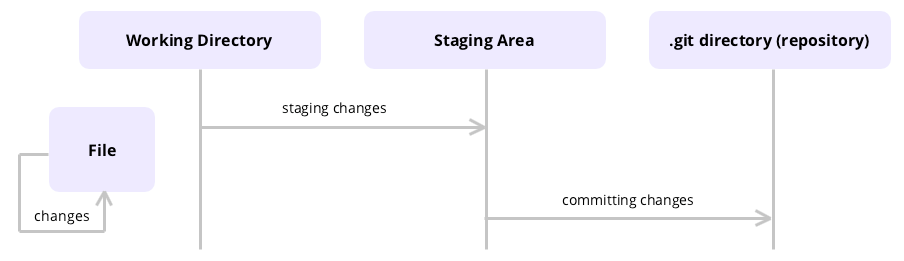 Working Directory
Staging Area
.git directory (repository)
staging changes
File
committing changes
changes